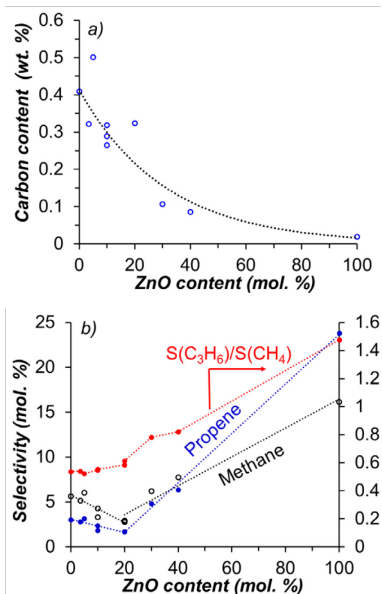 a)
Carbon content (wt. %)
0.6
0.5
0.4
0.3
0.2
0.1
0
0 20 40 60 80 100
ZnO content (mol. %)
b)
Selectivity (mol. %)
25
20
15
10
5
0
S(C₃H₆)/S(CH₄)
Propene
Methane
1.6
1.4
1.2
1
0.8
0.6
0.4
0.2
0
0 20 40 60 80 100
ZnO content (mol. %)